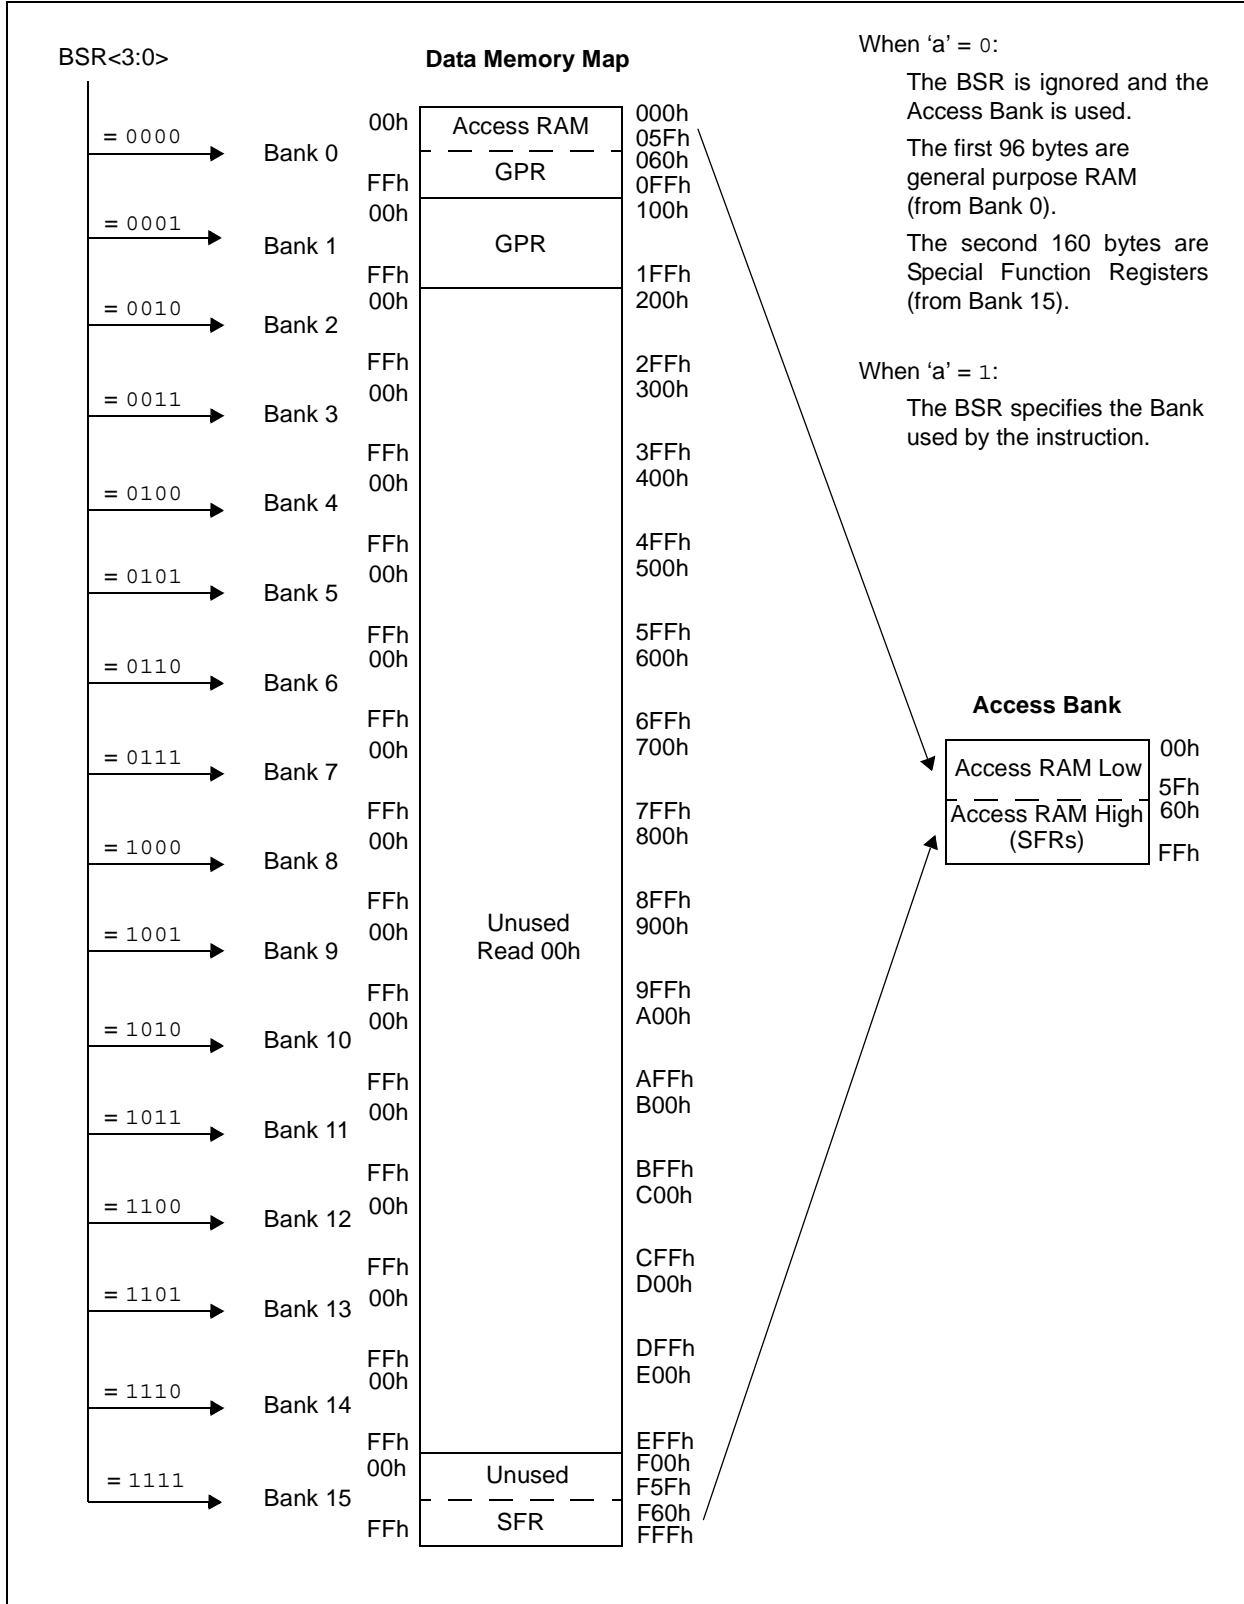 BSR<3:0>
Data Memory Map
= 0000
Bank 0
00h
FFh
Access RAM
GPR
000h
05Fh
060h
0FFh
= 0001
Bank 1
00h
FFh
GPR
100h
1FFh
= 0010
Bank 2
00h
FFh
200h
2FFh
= 0011
Bank 3
00h
FFh
300h
3FFh
= 0100
Bank 4
00h
FFh
400h
4FFh
= 0101
Bank 5
00h
FFh
500h
5FFh
= 0110
Bank 6
00h
FFh
600h
6FFh
= 0111
Bank 7
00h
FFh
700h
7FFh
= 1000
Bank 8
00h
FFh
800h
8FFh
= 1001
Bank 9
00h
FFh
Unused
Read 00h
900h
9FFh
= 1010
Bank 10
00h
FFh
A00h
AFFh
= 1011
Bank 11
00h
FFh
B00h
BFFh
= 1100
Bank 12
00h
FFh
C00h
CFFh
= 1101
Bank 13
00h
FFh
D00h
DFFh
= 1110
Bank 14
00h
FFh
E00h
EFFh
= 1111
Bank 15
00h
FFh
Unused
SFR
F00h
F5Fh
F60h
FFFh
When ‘a’ = 0:
The BSR is ignored and the
Access Bank is used.
The first 96 bytes are
general purpose RAM
(from Bank 0).
The second 160 bytes are
Special Function Registers
(from Bank 15).
When ‘a’ = 1:
The BSR specifies the Bank
used by the instruction.
Access Bank
Access RAM Low
Access RAM High
(SFRs)
00h
5Fh
60h
FFh